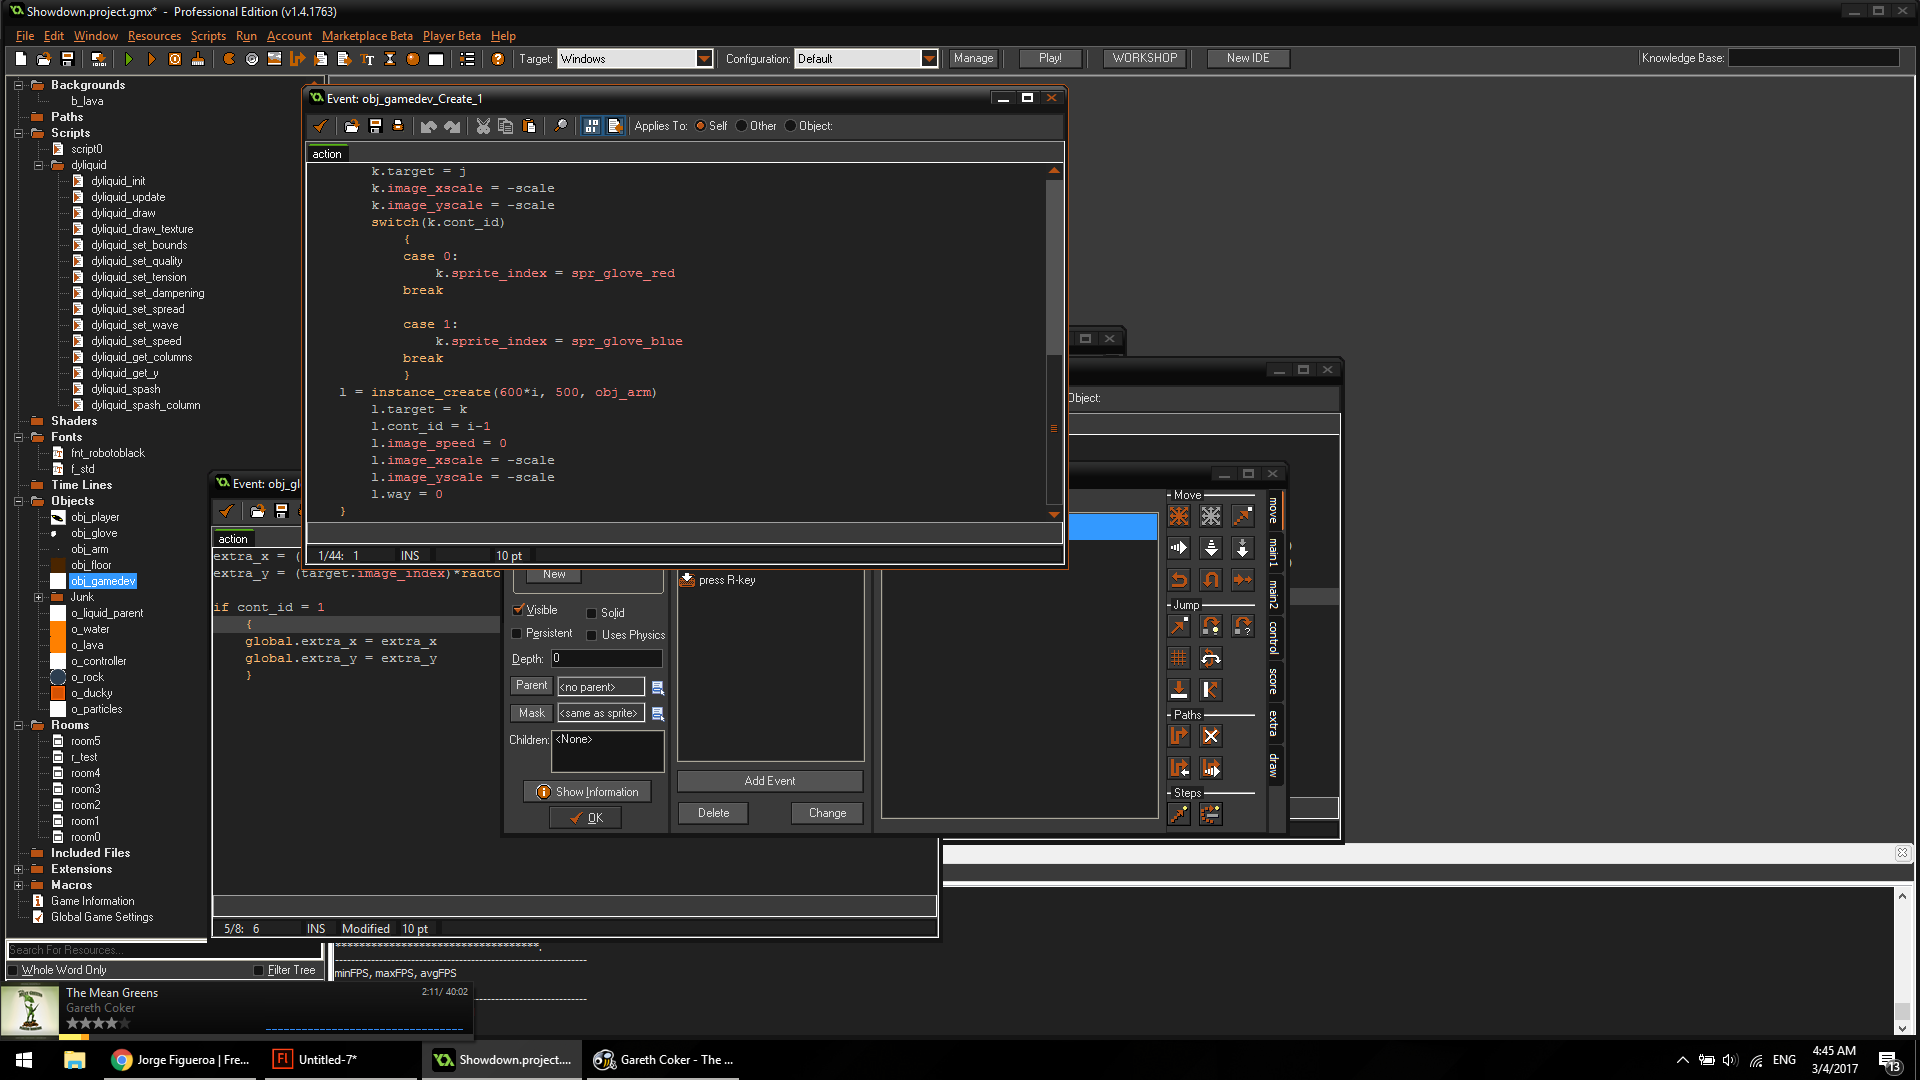 Showdown.project.gmx* - Professional Edition (v1.4.1763)
File Edit Window Resources Scripts Run Account Marketplace Beta Player Beta Help
Target: Windows Configuration: Default Manage Play! WORKSHOP New IDE Knowledge Base:
Backgrounds
b_lava
Paths
Scripts
script0
dyliquid
dyliquid_init
dyliquid_update
dyliquid_draw
dyliquid_draw_texture
dyliquid_set_bounds
dyliquid_set_quality
dyliquid_set_tension
dyliquid_set_dampening
dyliquid_set_spread
dyliquid_set_wave
dyliquid_set_speed
dyliquid_get_columns
dyliquid_get_y
dyliquid_spash
dyliquid_spash_column
Shaders
Fonts
fnt_robotoblack
f_std
Time Lines
Objects
obj_player
obj_glove
obj_arm
obj_floor
obj_gamedev
Junk
o_liquid_parent
o_water
o_lava
o_controller
o_rock
o_ducky
o_particles
Rooms
room5
r_test
room4
room3
room2
room1
room0
Included Files
Extensions
Macros
Game Information
Global Game Settings
Search For Resources...
Whole Word Only Filter Tree
Event: obj_gamedev_Create_1
Applies To: Self Other Object:
action
k.target = j
k.image_xscale = -scale
k.image_yscale = -scale
switch(k.cont_id)
{
case 0:
k.sprite_index = spr_glove_red
break
case 1:
k.sprite_index = spr_glove_blue
break
}
l = instance_create(600*i, 500, obj_arm)
l.target = k
l.cont_id = i-1
l.image_speed = 0
l.image_xscale = -scale
l.image_yscale = -scale
l.way = 0
}
1/44: 1 INS 10 pt
Event: obj_gl
action
extra_x = (
extra_y = (target.image_index)*radto
if cont_id = 1
{
global.extra_x = extra_x
global.extra_y = extra_y
}
5/8: 6 INS Modified 10 pt
New
Visible Solid
Persistent Uses Physics
Depth: 0
Parent <no parent>
Mask <same as sprite>
Children: <None>
Show Information
OK
press R-key
Add Event
Delete Change
Object:
Move
Jump
Paths
Steps
move
main1
main2
control
score
extra
draw
**********************************.
minFPS, maxFPS, avgFPS
The Mean Greens 2:11/ 40:02
Gareth Coker
Jorge Figueroa | Fre...
Fl Untitled-7*
Showdown.project....
Gareth Coker - The ...
ENG
4:45 AM
3/4/2017
13